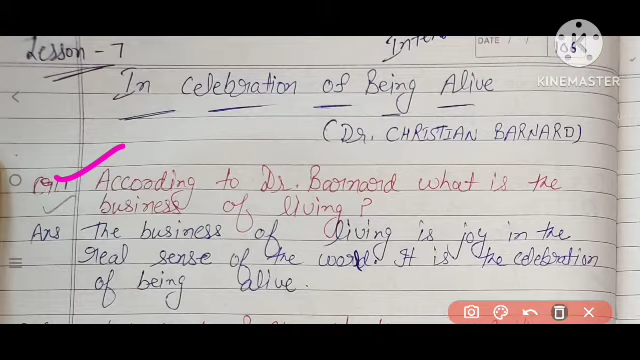 Lesson - 7
DATE / /
106
KINEMASTER
In Celebration of Being Alive
(Dr. CHRISTIAN BARNARD)
According to Dr. Barnard what is the
business of living?
Ans The business of living is joy in the
real sense of the word. It is the celebration
of being alive.